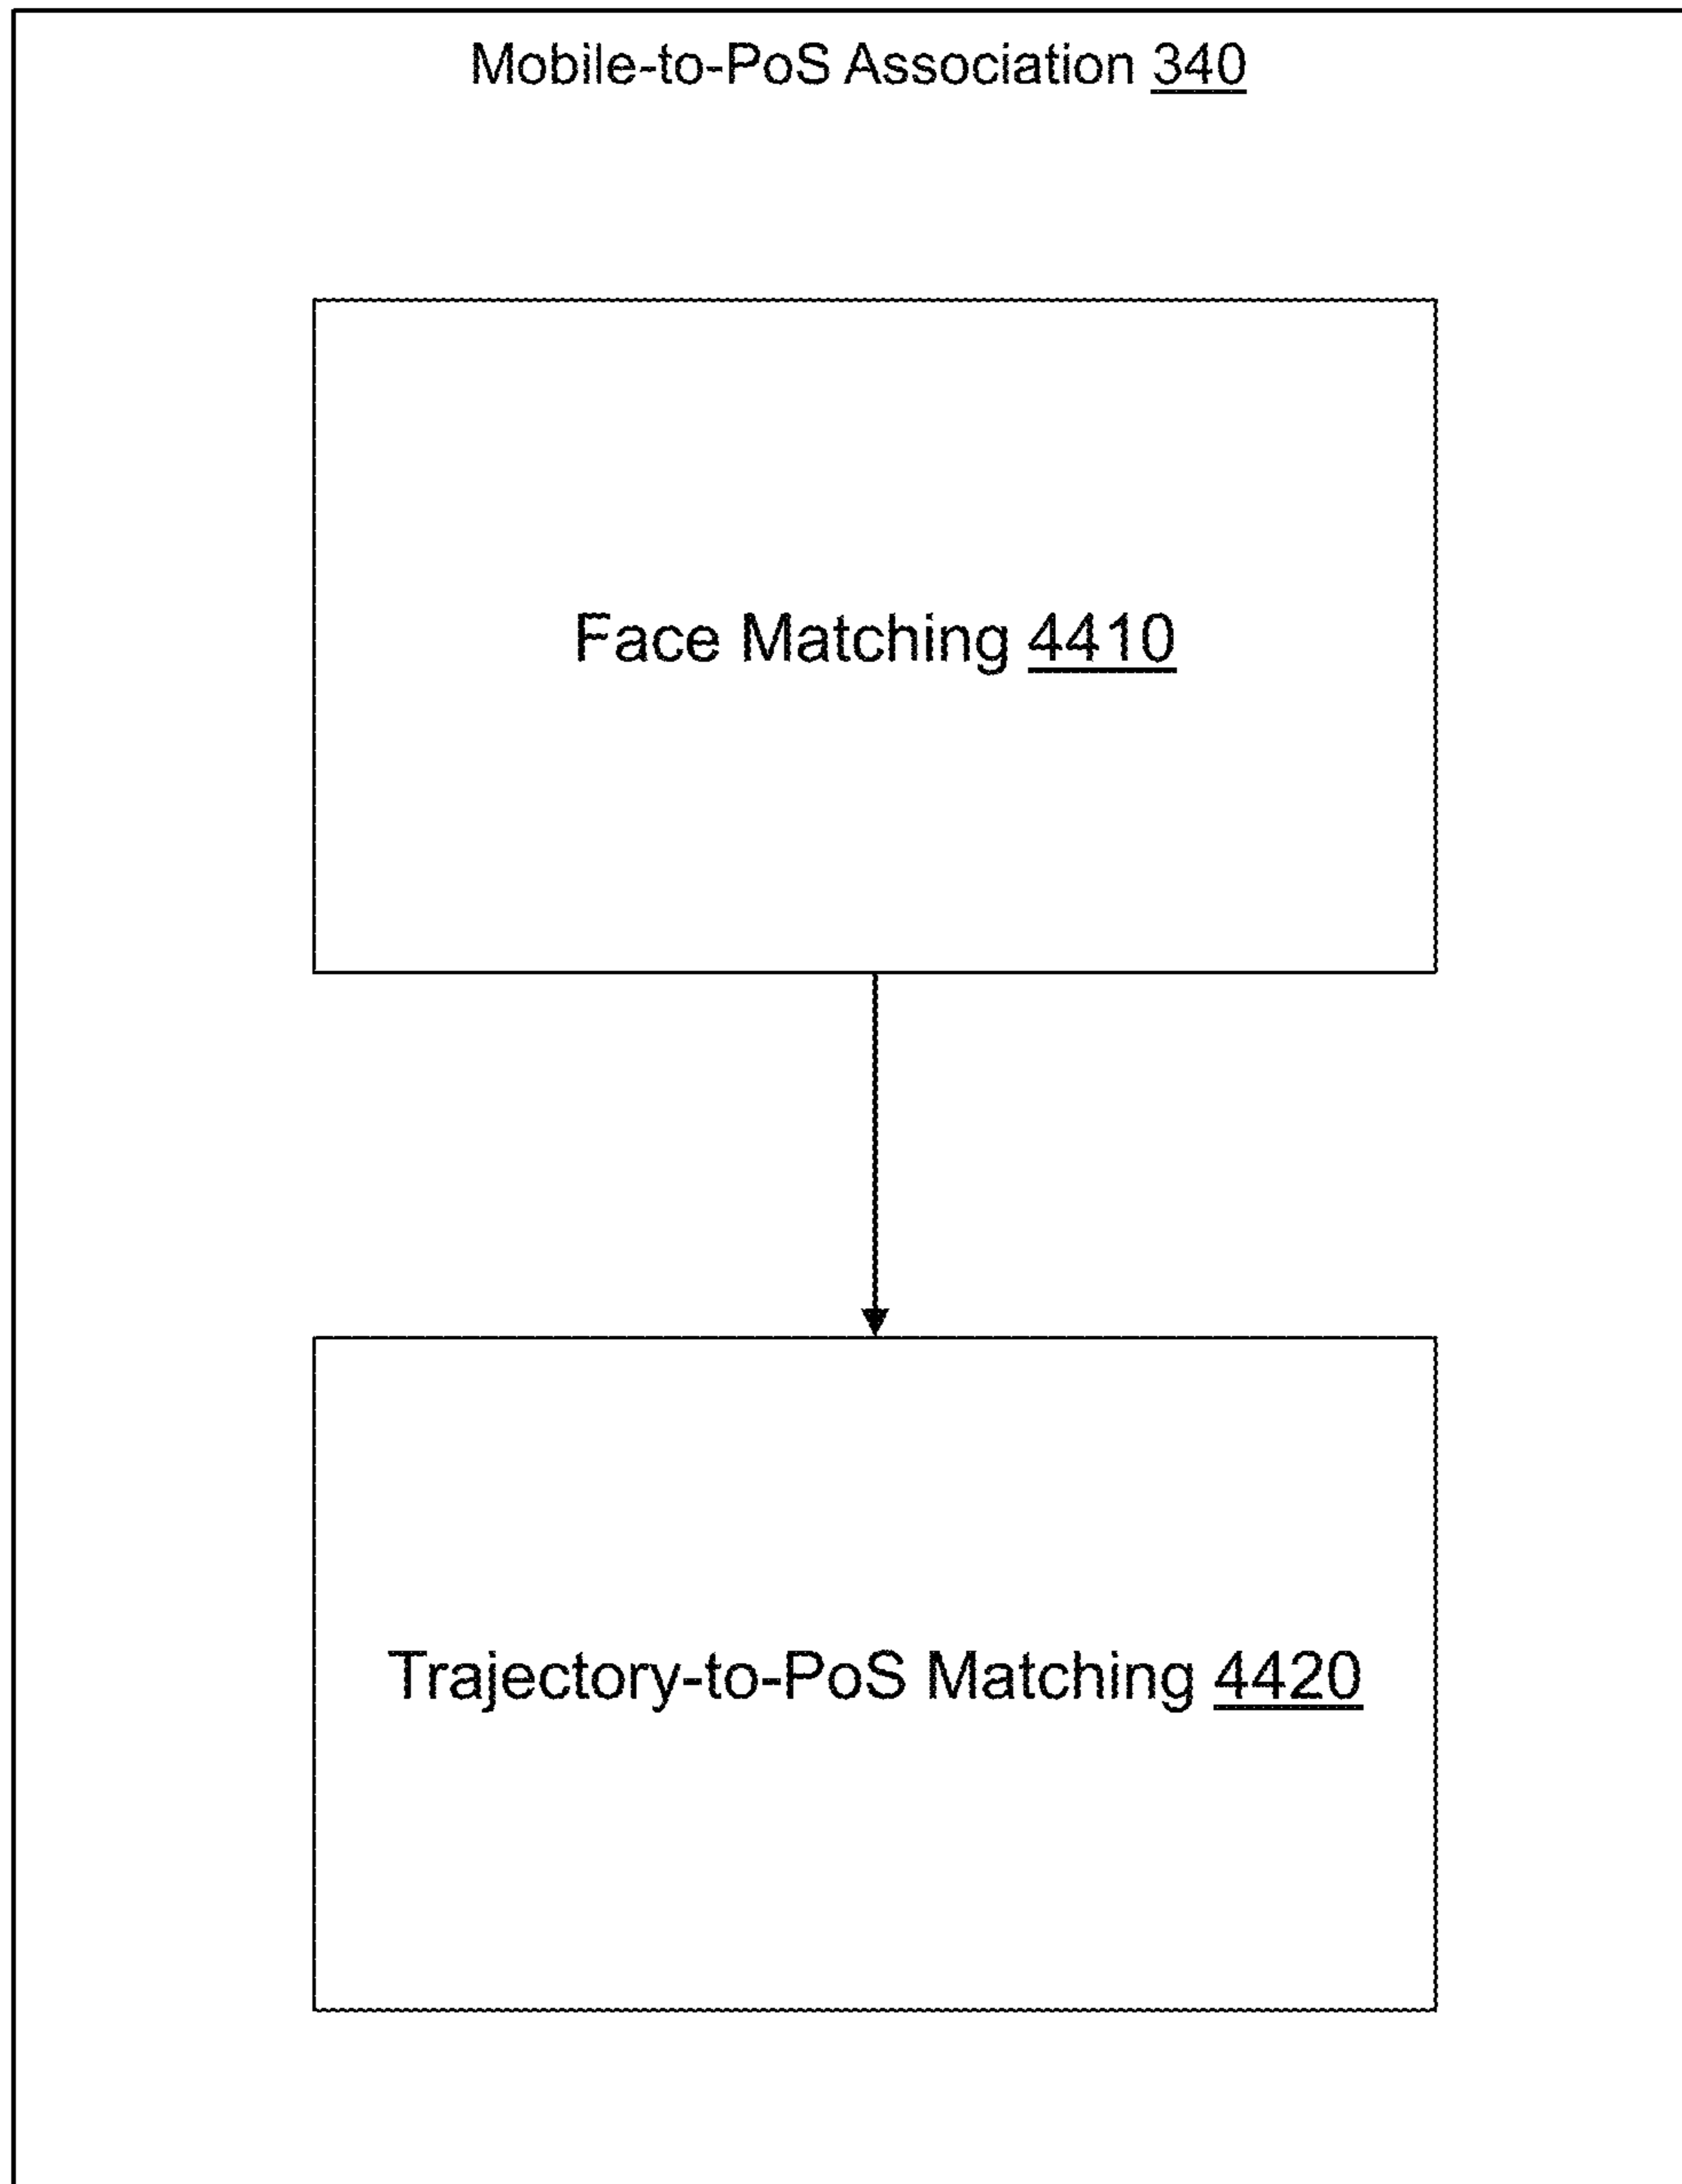 Mobile-to-PoS Association 340
Face Matching 4410
Trajectory-to-PoS Matching 4420